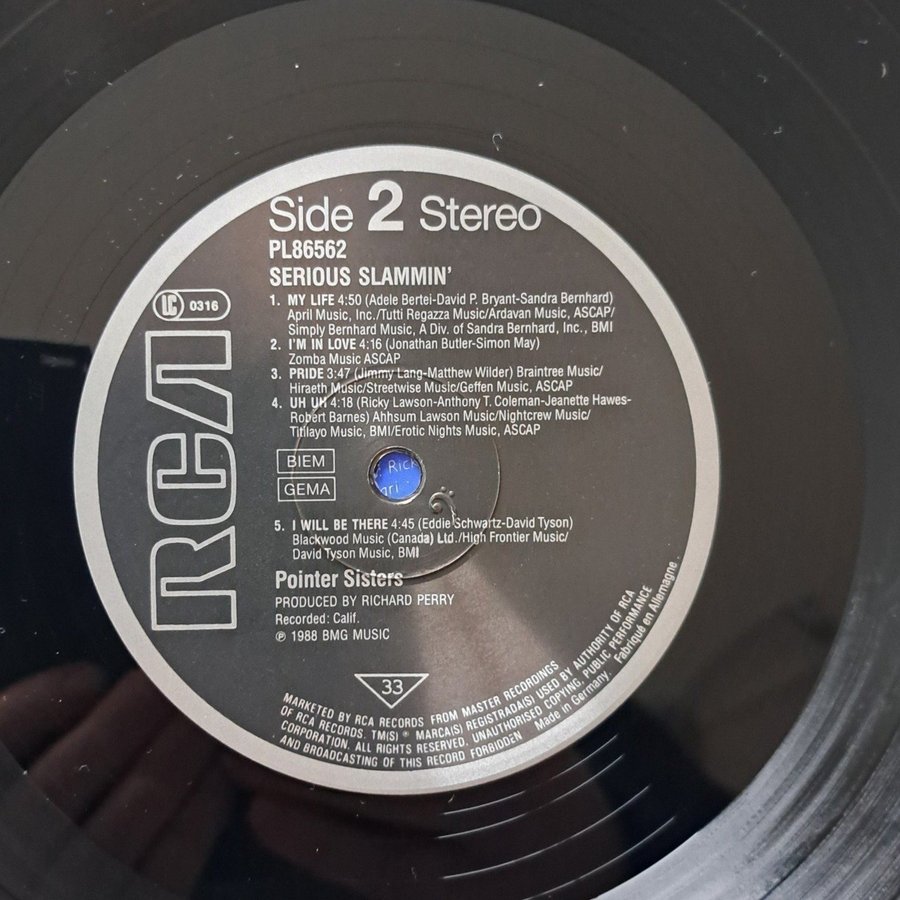 Side 2 Stereo
PL86562
SERIOUS SLAMMIN'
LC 0316
RCA
1. MY LIFE 4:50 (Adele Bertei-David P. Bryant-Sandra Bernhard)
April Music, Inc./Tutti Regazza Music/Ardavan Music, ASCAP/
Simply Bernhard Music, A Div. of Sandra Bernhard, Inc., BMI
2. I'M IN LOVE 4:16 (Jonathan Butler-Simon May)
Zomba Music ASCAP
3. PRIDE 3:47 (Jimmy Lang-Matthew Wilder) Braintree Music/
Hiraeth Music/Streetwise Music/Geffen Music, ASCAP
4. UH UH 4:18 (Ricky Lawson-Anthony T. Coleman-Jeanette Hawes-
Robert Barnes) Ahhsum Lawson Music/Nightcrew Music/
Titilayo Music, BMI/Erotic Nights Music, ASCAP
BIEM
GEMA
5. I WILL BE THERE 4:45 (Eddie Schwartz-David Tyson)
Blackwood Music (Canada) Ltd./High Frontier Music/
David Tyson Music, BMI
Pointer Sisters
PRODUCED BY RICHARD PERRY
Recorded: Calif.
℗ 1988 BMG MUSIC
33
MARKETED BY RCA RECORDS FROM MASTER RECORDINGS
OF RCA RECORDS. TM(S) ® MARCA(S) REGISTRADA(S) USED BY AUTHORITY OF RCA
CORPORATION. ALL RIGHTS RESERVED. UNAUTHORISED COPYING, PUBLIC PERFORMANCE
AND BROADCASTING OF THIS RECORD FORBIDDEN Made in Germany. Fabriqué en Allemagne.